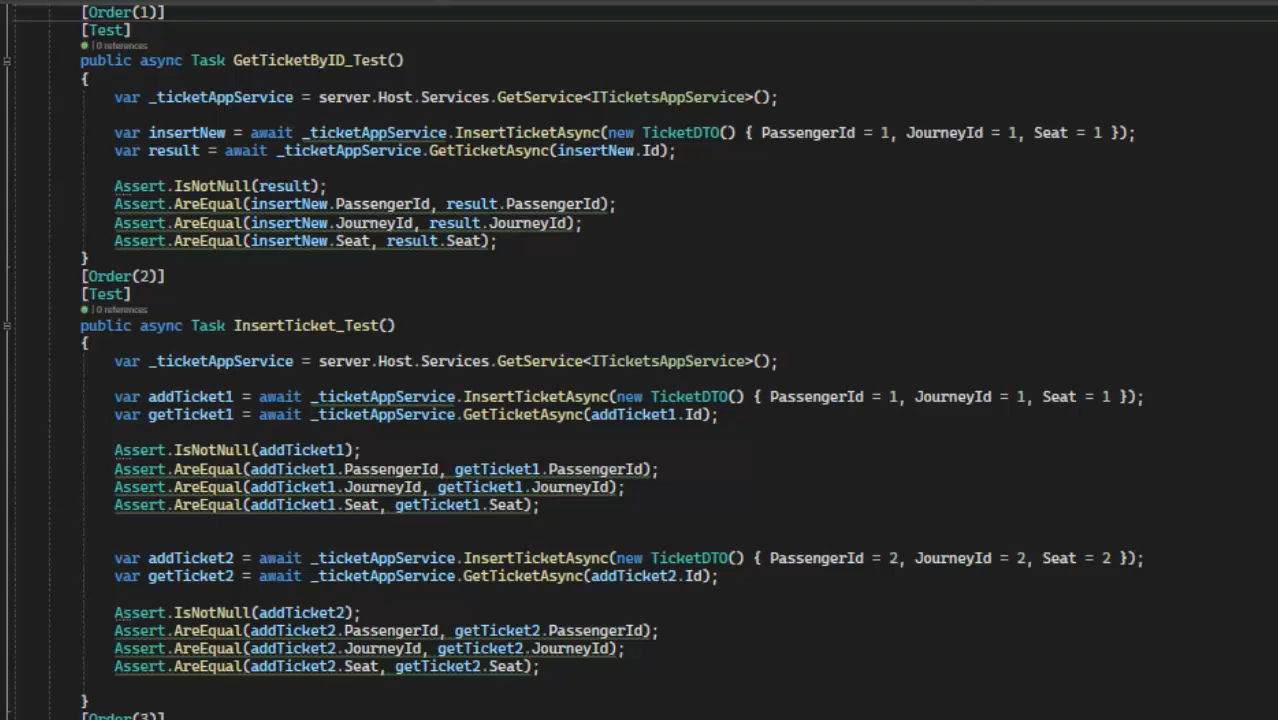 [Order(1)]
[Test]
| 0 references
public async Task GetTicketByID_Test()
{
var _ticketAppService = server.Host.Services.GetService<ITicketsAppService>();
var insertNew = await _ticketAppService.InsertTicketAsync(new TicketDTO() { PassengerId = 1, JourneyId = 1, Seat = 1 });
var result = await _ticketAppService.GetTicketAsync(insertNew.Id);
Assert.IsNotNull(result);
Assert.AreEqual(insertNew.PassengerId, result.PassengerId);
Assert.AreEqual(insertNew.JourneyId, result.JourneyId);
Assert.AreEqual(insertNew.Seat, result.Seat);
}
[Order(2)]
[Test]
| 0 references
public async Task InsertTicket_Test()
{
var _ticketAppService = server.Host.Services.GetService<ITicketsAppService>();
var addTicket1 = await _ticketAppService.InsertTicketAsync(new TicketDTO() { PassengerId = 1, JourneyId = 1, Seat = 1 });
var getTicket1 = await _ticketAppService.GetTicketAsync(addTicket1.Id);
Assert.IsNotNull(addTicket1);
Assert.AreEqual(addTicket1.PassengerId, getTicket1.PassengerId);
Assert.AreEqual(addTicket1.JourneyId, getTicket1.JourneyId);
Assert.AreEqual(addTicket1.Seat, getTicket1.Seat);
var addTicket2 = await _ticketAppService.InsertTicketAsync(new TicketDTO() { PassengerId = 2, JourneyId = 2, Seat = 2 });
var getTicket2 = await _ticketAppService.GetTicketAsync(addTicket2.Id);
Assert.IsNotNull(addTicket2);
Assert.AreEqual(addTicket2.PassengerId, getTicket2.PassengerId);
Assert.AreEqual(addTicket2.JourneyId, getTicket2.JourneyId);
Assert.AreEqual(addTicket2.Seat, getTicket2.Seat);
}
[Order(3)]